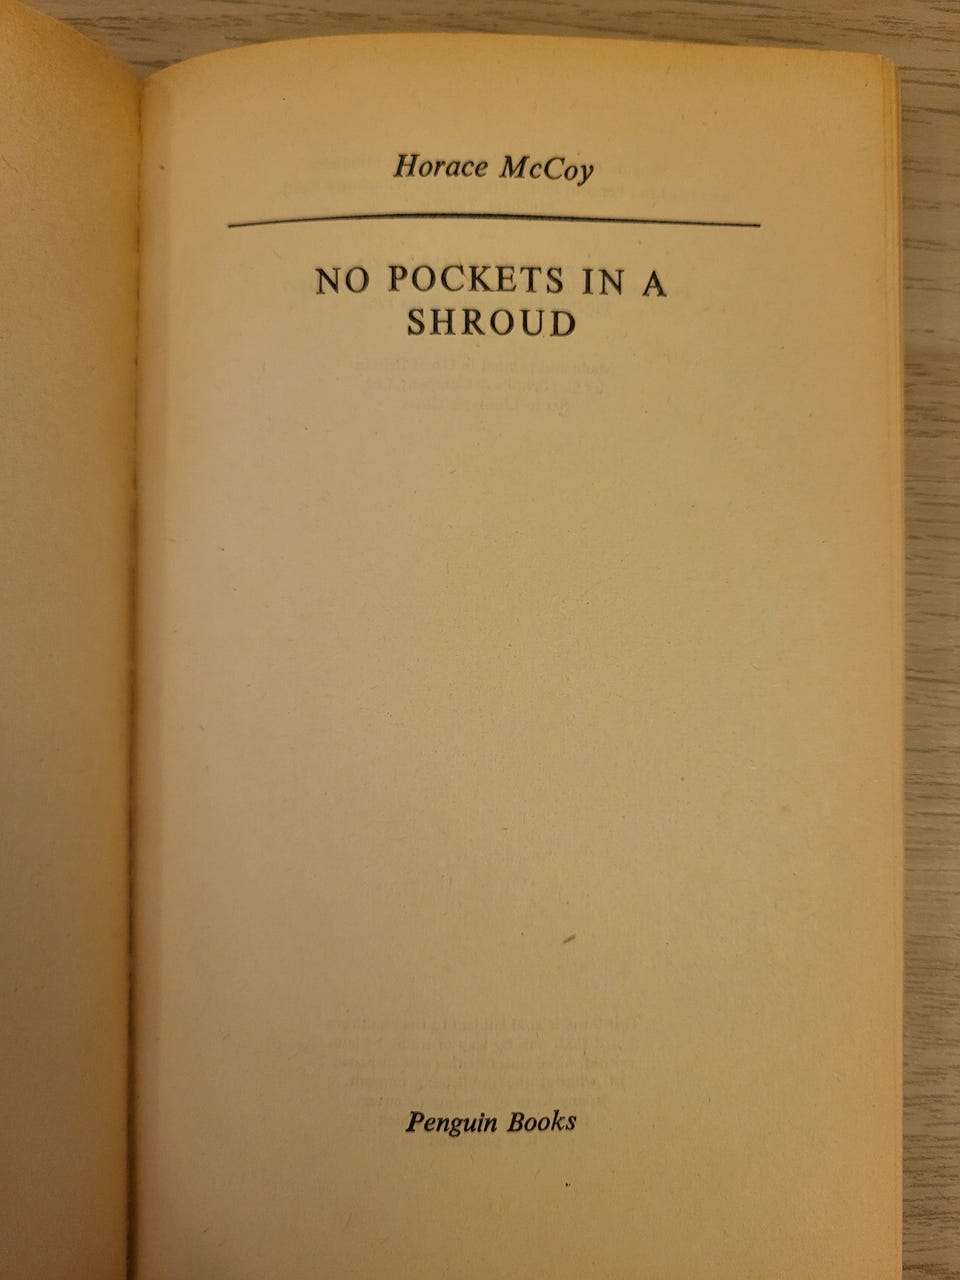 Horace McCoy
NO POCKETS IN A
SHROUD
Penguin Books